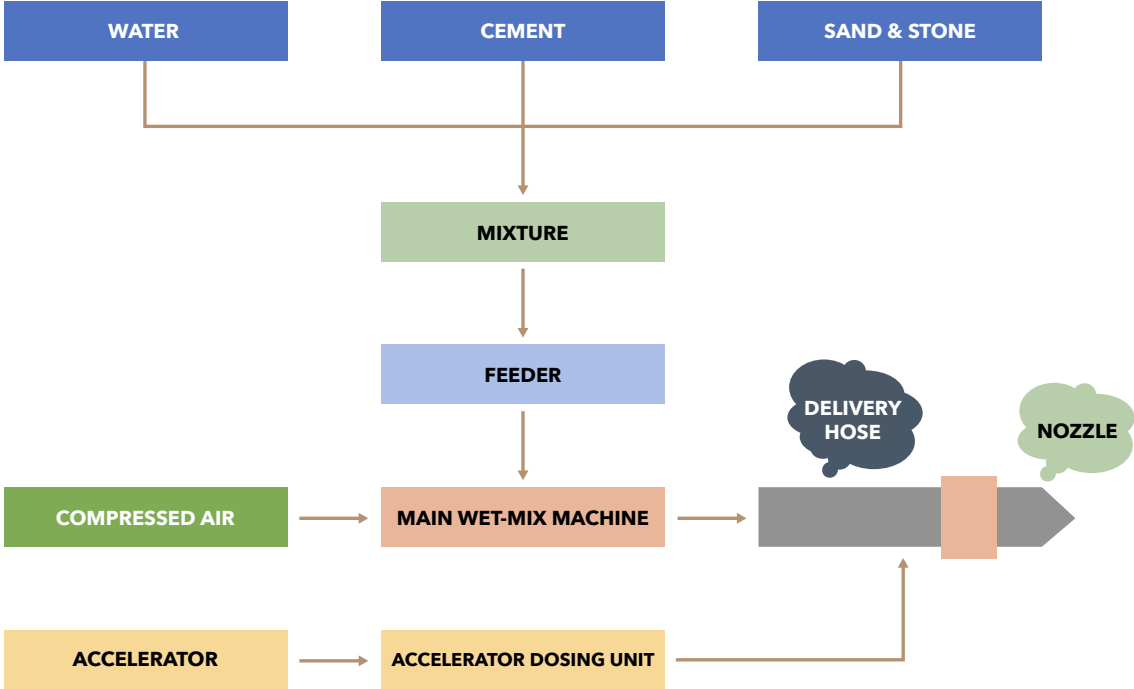 WATER
CEMENT
SAND & STONE
MIXTURE
FEEDER
DELIVERY
HOSE
NOZZLE
COMPRESSED AIR
MAIN WET-MIX MACHINE
ACCELERATOR
ACCELERATOR DOSING UNIT